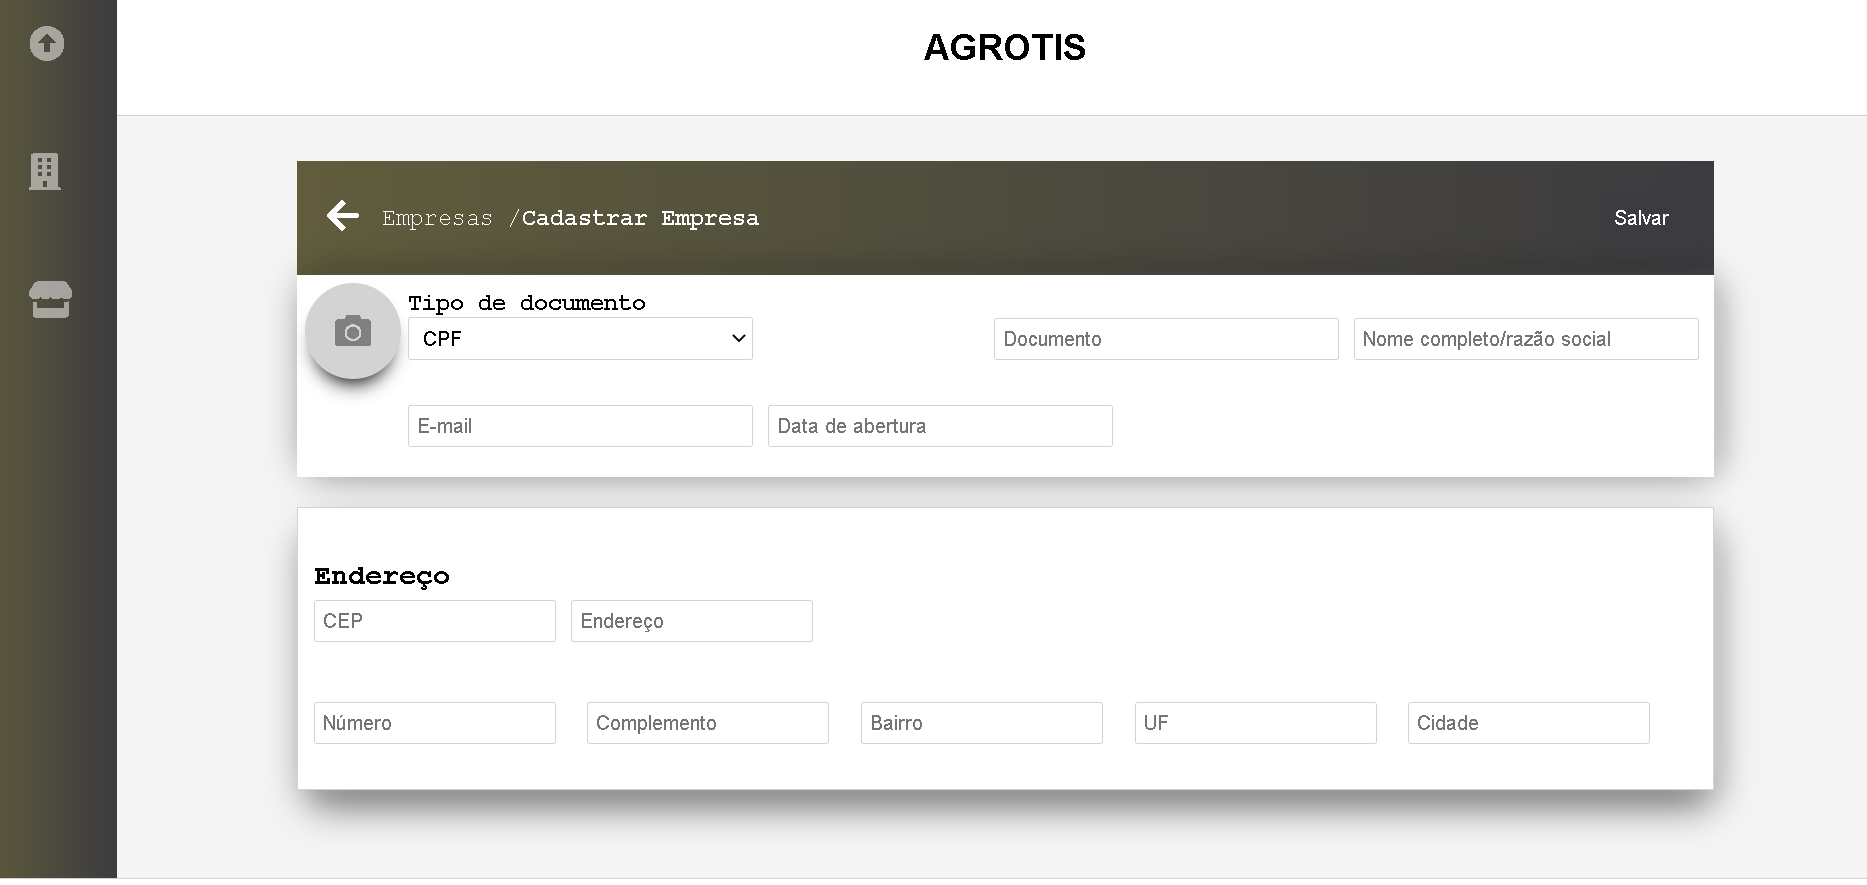 AGROTIS
Empresas /Cadastrar Empresa
Salvar
Tipo de documento
CPF
Documento
Nome completo/razão social
E-mail
Data de abertura
Endereço
CEP
Endereço
Número
Complemento
Bairro
UF
Cidade